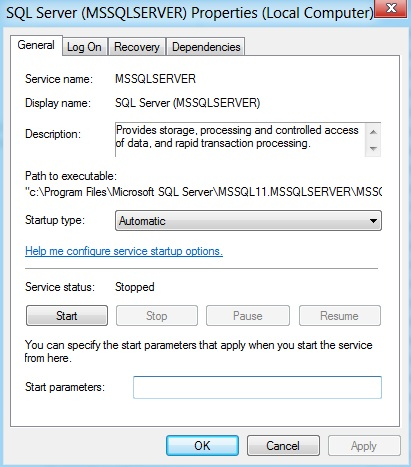 SQL Server (MSSQLSERVER) Properties (Local Computer)
General Log On Recovery Dependencies
Service name: MSSQLSERVER
Display name: SQL Server (MSSQLSERVER)
Description: Provides storage, processing and controlled access
of data, and rapid transaction processing.
Path to executable:
"c:\Program Files\Microsoft SQL Server\MSSQL11.MSSQLSERVER\MSSQ
Startup type: Automatic
Help me configure service startup options.
Service status: Stopped
Start Stop Pause Resume
You can specify the start parameters that apply when you start the service
from here.
Start parameters:
OK Cancel Apply